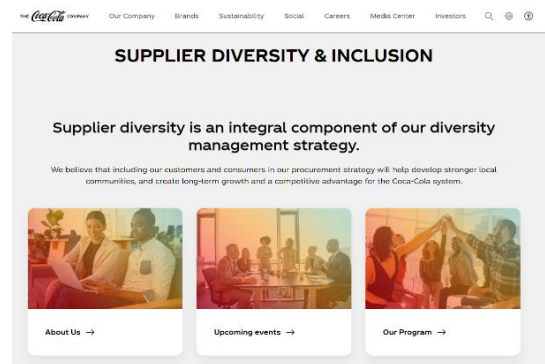 THE Coca-Cola COMPANY Our Company Brands Sustainability Social Careers Media Center Investors
SUPPLIER DIVERSITY & INCLUSION
Supplier diversity is an integral component of our diversity
management strategy.
We believe that including our customers and consumers in our procurement strategy will help develop stronger local
communities, and create long-term growth and a competitive advantage for the Coca-Cola system.
About Us → Upcoming events → Our Program →